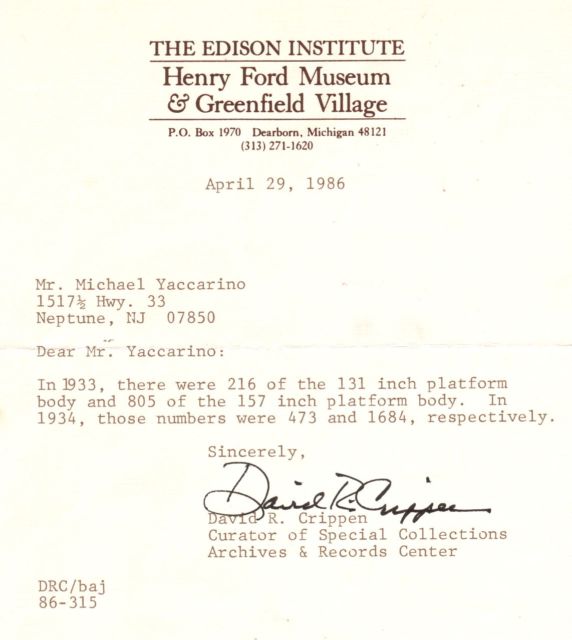 THE EDISON INSTITUTE
Henry Ford Museum
& Greenfield Village
P.O. Box 1970 Dearborn, Michigan 48121
(313) 271-1620
April 29, 1986
Mr. Michael Yaccarino
1517½ Hwy. 33
Neptune, NJ 07850
Dear Mr. Yaccarino:
In 1933, there were 216 of the 131 inch platform
body and 805 of the 157 inch platform body. In
1934, those numbers were 473 and 1684, respectively.
Sincerely,
David R. Crippen
David R. Crippen
Curator of Special Collections
Archives & Records Center
DRC/baj
86-315